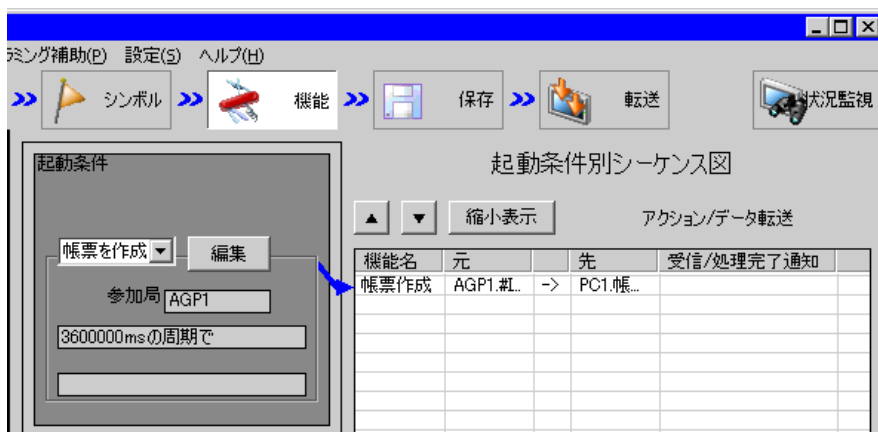 ラミング補助(P) 設定(S) ヘルプ(H)
シンボル 機能 保存 転送 状況監視
起動条件
帳票を作成 編集
参加局 AGP1
3600000msの周期で
起動条件別シーケンス図
縮小表示 アクション/データ転送
機能名 元 先 受信/処理完了通知
帳票作成 AGP1.#I... -> PC1.帳...